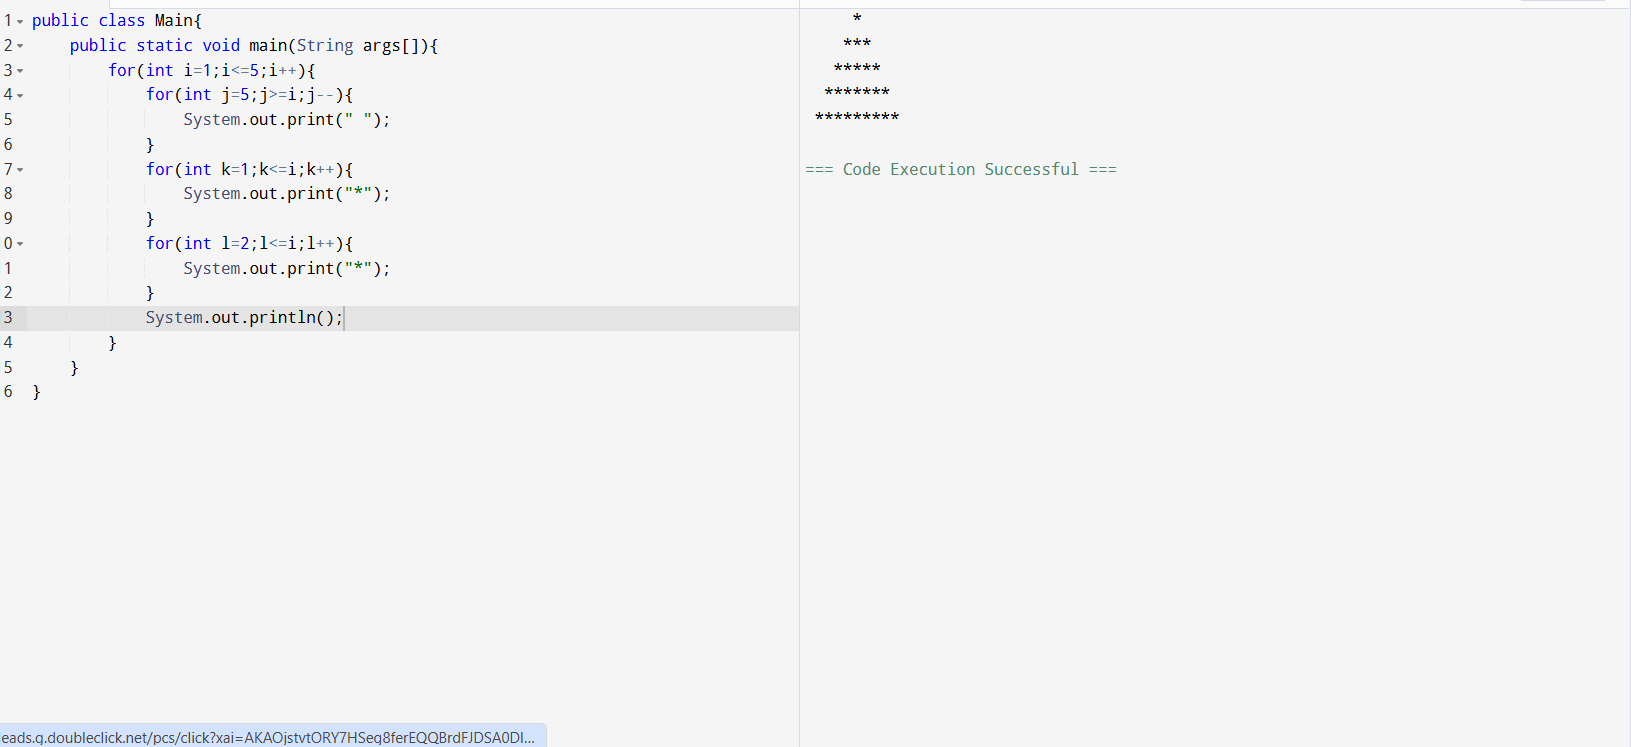 1 public class Main{
2 public static void main(String args[]){
3 for(int i=1;i<=5;i++){
4 for(int j=5;j>=i;j--){
5 System.out.print(" ");
6 }
7 for(int k=1;k<=i;k++){
8 System.out.print("*");
9 }
0 for(int l=2;l<=i;l++){
1 System.out.print("*");
2 }
3 System.out.println();
4 }
5 }
6 }
*
***
*****
*******
*********
=== Code Execution Successful ===
eads.g.doubleclick.net/pcs/click?xai=AKAOjstvtORY7HSeg8ferEQQBrdFJDSA0DI...